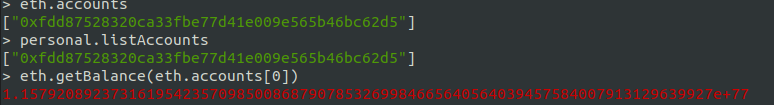 > eth.accounts
["0xfdd87528320ca33fbe77d41e009e565b46bc62d5"]
> personal.listAccounts
["0xfdd87528320ca33fbe77d41e009e565b46bc62d5"]
> eth.getBalance(eth.accounts[0])
1.15792089237316195423570985008687907853269984665640564039457584007913129639927e+77